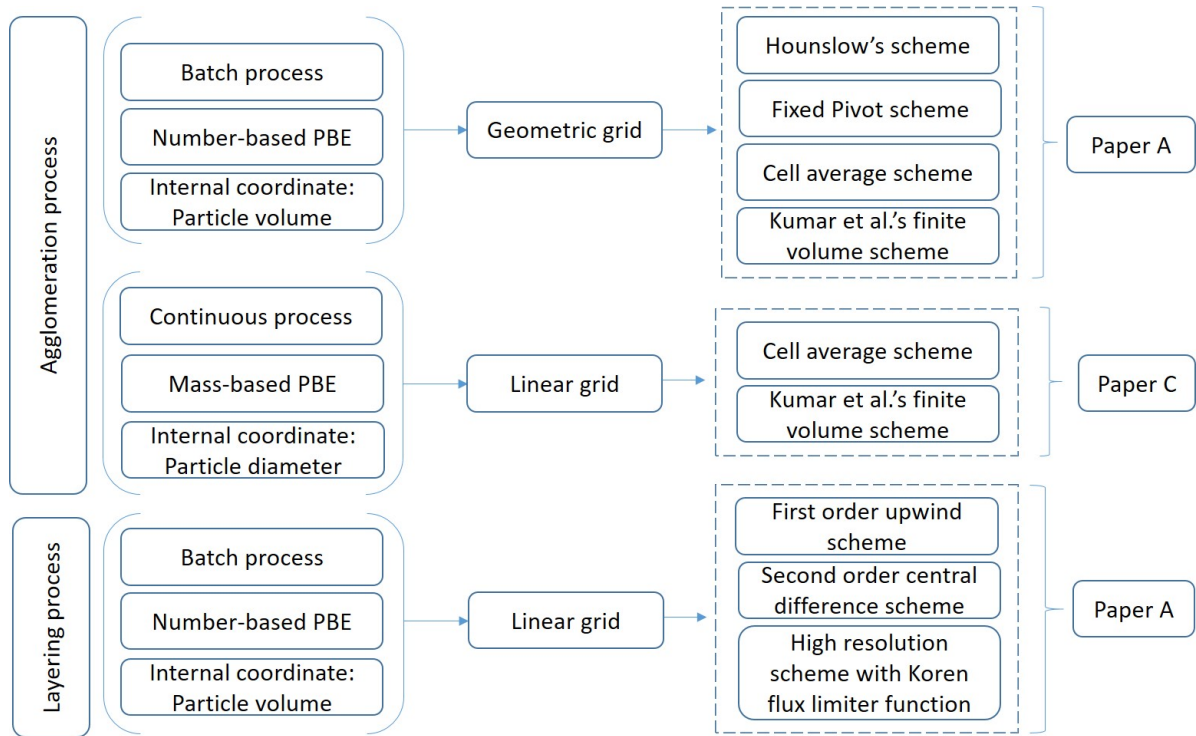 Agglomeration process
Batch process
Number-based PBE
Internal coordinate:
Particle volume
Geometric grid
Hounslow's scheme
Fixed Pivot scheme
Cell average scheme
Kumar et al.'s finite
volume scheme
Paper A
Continuous process
Mass-based PBE
Internal coordinate:
Particle diameter
Linear grid
Cell average scheme
Kumar et al.'s finite
volume scheme
Paper C
Layering process
Batch process
Number-based PBE
Internal coordinate:
Particle volume
Linear grid
First order upwind
scheme
Second order central
difference scheme
High resolution
scheme with Koren
flux limiter function
Paper A